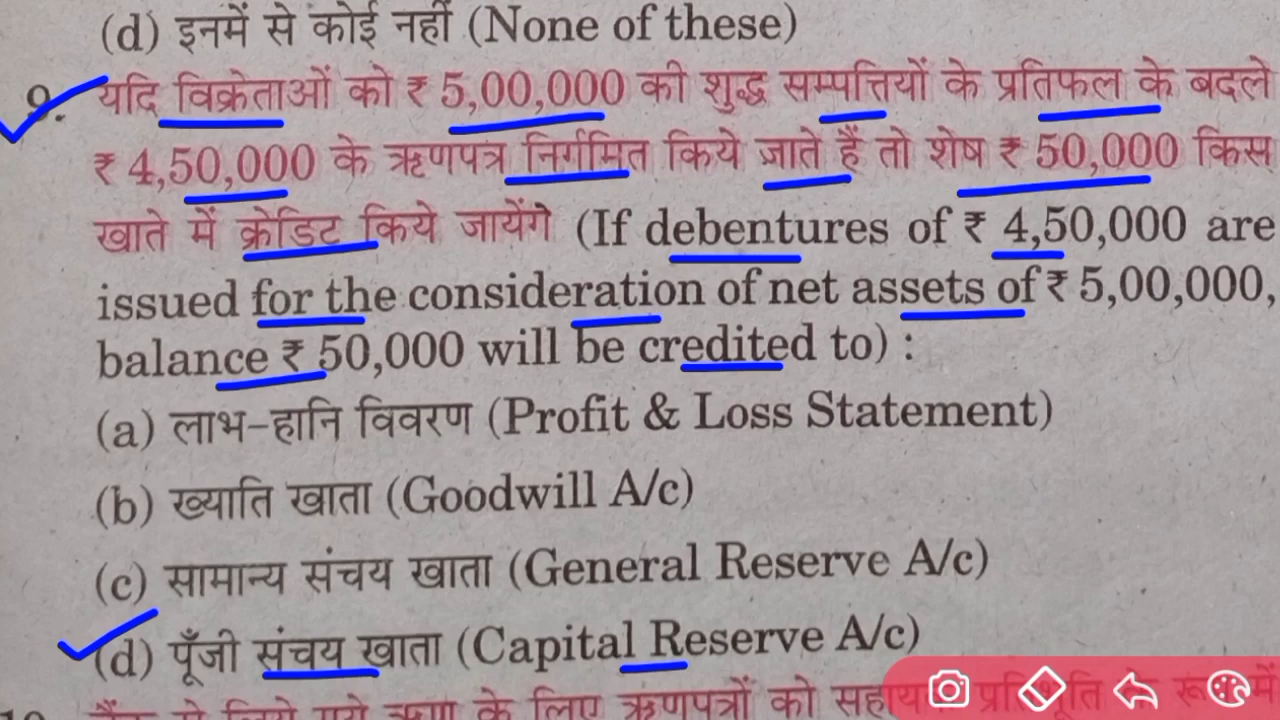 (d) इनमें से कोई नहीं (None of these)
9. यदि विक्रेताओं को ₹ 5,00,000 की शुद्ध सम्पत्तियों के प्रतिफल के बदले
₹ 4,50,000 के ऋणपत्र निर्गमित किये जाते हैं तो शेष ₹ 50,000 किस
खाते में क्रेडिट किये जायेंगे (If debentures of ₹ 4,50,000 are
issued for the consideration of net assets of ₹ 5,00,000,
balance ₹ 50,000 will be credited to) :
(a) लाभ-हानि विवरण (Profit & Loss Statement)
(b) ख्याति खाता (Goodwill A/c)
(c) सामान्य संचय खाता (General Reserve A/c)
(d) पूँजी संचय खाता (Capital Reserve A/c)
के लिए ऋणपत्रों को